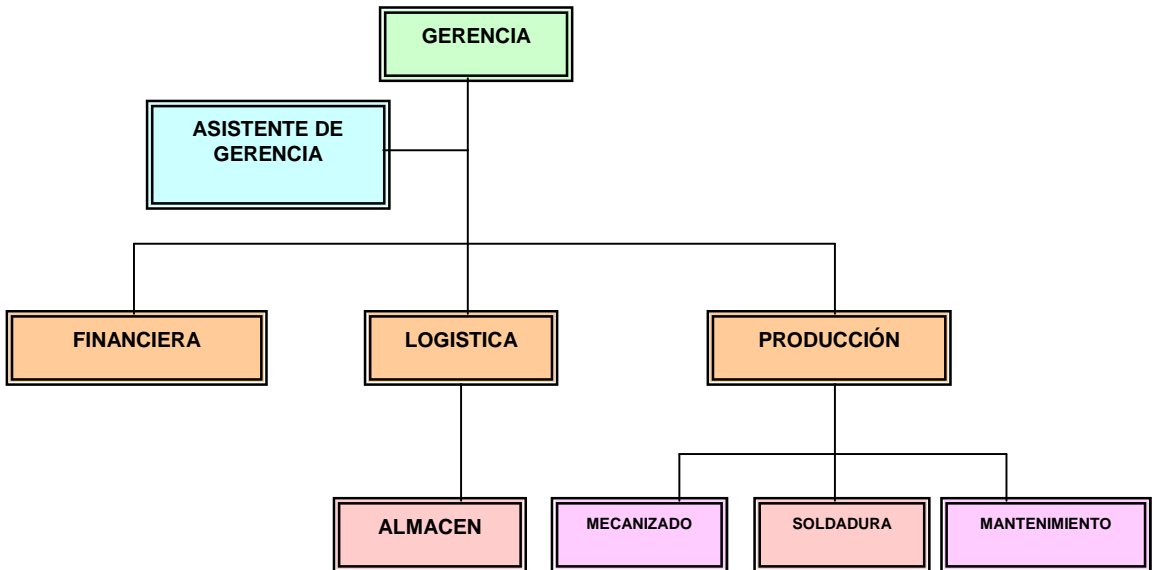 GERENCIA
ASISTENTE DE
GERENCIA
FINANCIERA
LOGISTICA
PRODUCCIÓN
ALMACEN
MECANIZADO
SOLDADURA
MANTENIMIENTO